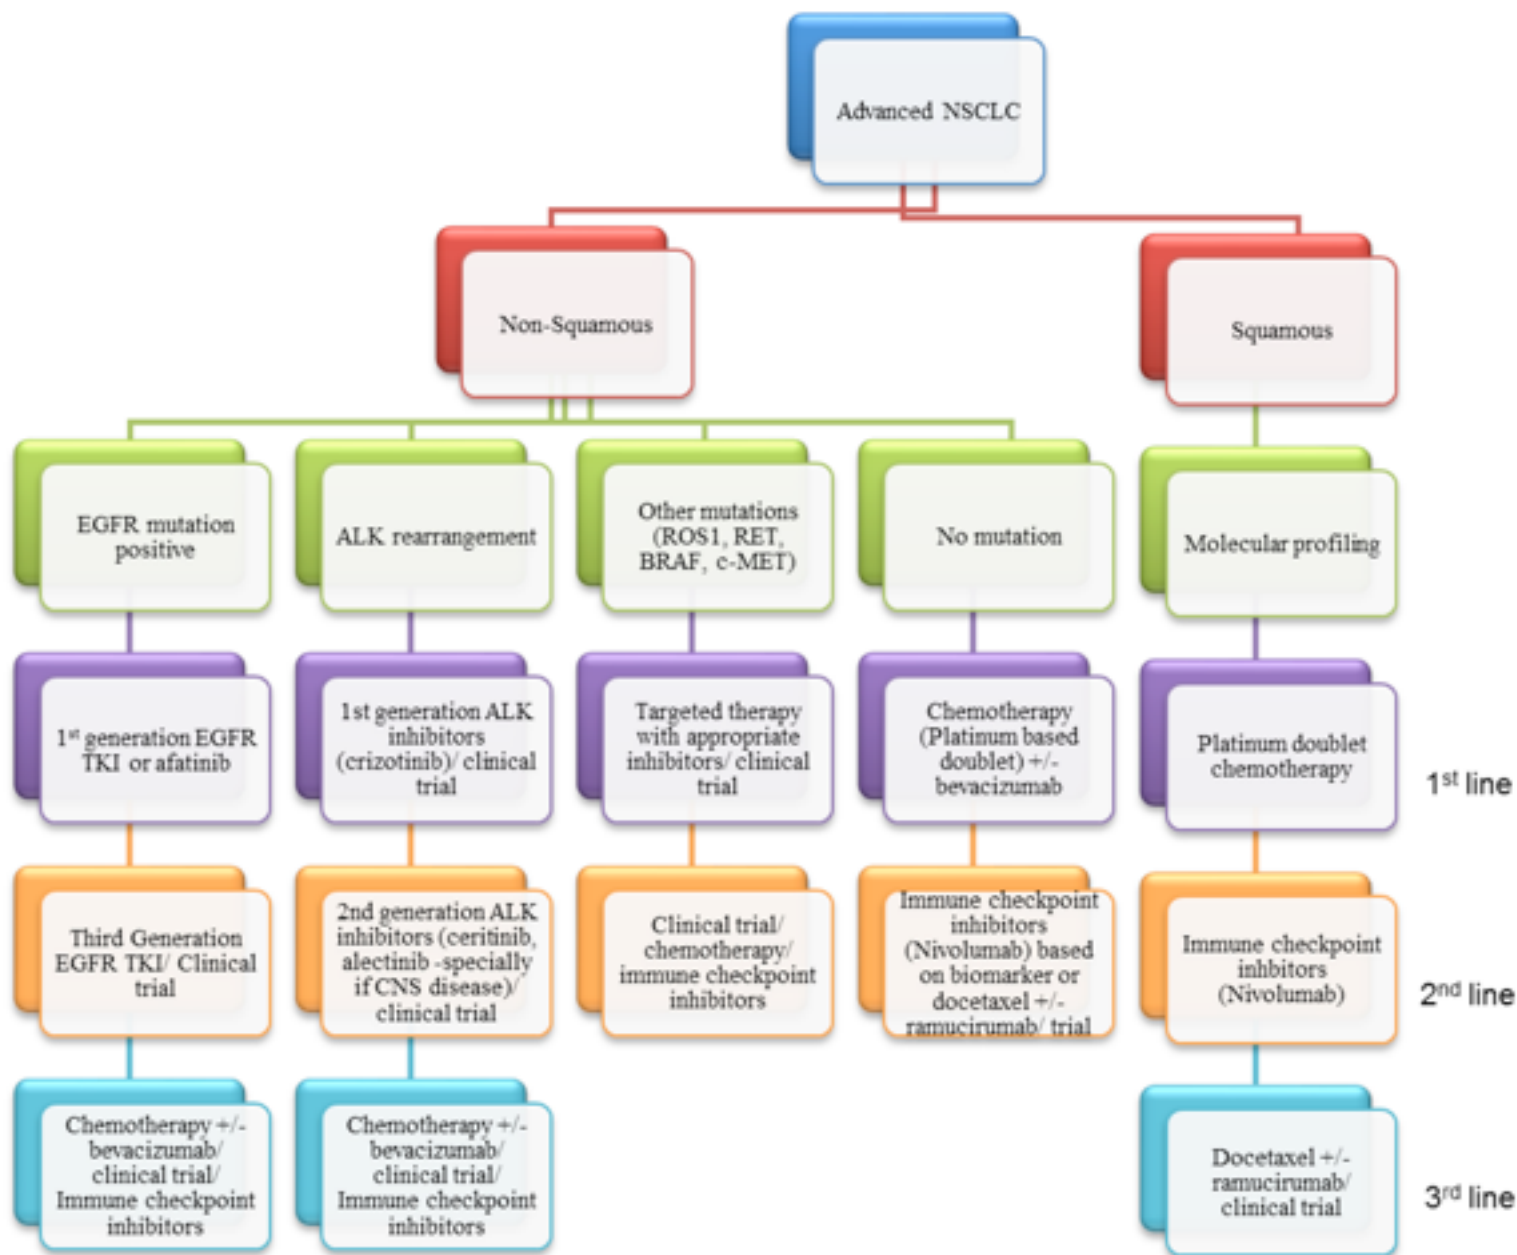 Advanced NSCLC
Non-Squamous
Squamous
EGFR mutation
positive
ALK rearrangement
Other mutations
(ROS1, RET,
BRAF, c-MET)
No mutation
Molecular profiling
1st generation EGFR
TKI or afatinib
1st generation ALK
inhibitors
(crizotinib)/ clinical
trial
Targeted therapy
with appropriate
inhibitors/ clinical
trial
Chemotherapy
(Platinum based
doublet) +/-
bevacizumab
Platinum doublet
chemotherapy
1st line
Third Generation
EGFR TKI/ Clinical
trial
2nd generation ALK
inhibitors (ceritinib,
alectinib -specially
if CNS disease)/
clinical trial
Clinical trial/
chemotherapy/
immune checkpoint
inhibitors
Immune checkpoint
inhibitors
(Nivolumab) based
on biomarker or
docetaxel +/-
ramucirumab/ trial
Immune checkpoint
inhbitors
(Nivolumab)
2nd line
Chemotherapy +/-
bevacizumab/
clinical trial/
Immune checkpoint
inhibitors
Chemotherapy +/-
bevacizumab/
clinical trial/
Immune checkpoint
inhibitors
Docetaxel +/-
ramucirumab/
clinical trial
3rd line